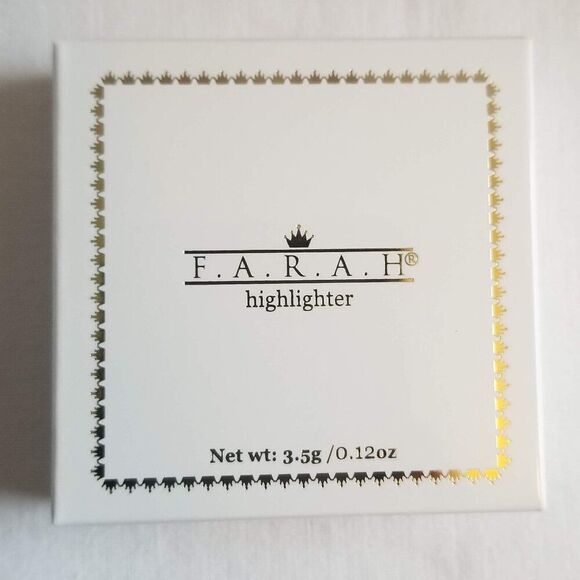 F.A.R.A.H®
highlighter
Net wt: 3.5g /0.12oz